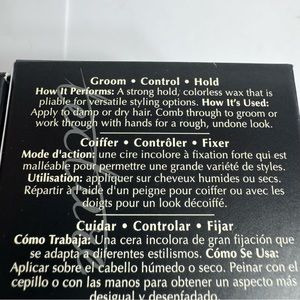 Groom • Control • Hold
How It Performs: A strong hold, colorless wax that is
pliable for versatile styling options. How It's Used:
Apply to damp or dry hair. Comb through to groom or
work through with hands for a rough, undone look.
Coiffer • Contrôler • Fixer
Mode d'action: une cire incolore à fixation forte qui est
malléable pour permettre une grande variété de styles.
Utilisation: appliquer sur cheveux humides ou secs.
Répartir à l'aide d'un peigne pour coiffer ou avec les
doigts pour un look décoiffé.
Cuidar • Controlar • Fijar
Cómo Trabaja: Una cera incolora de gran fijación que
se adapta a diferentes estilismos. Cómo Se Usa:
Aplicar sobre el cabello húmedo o seco. Peinar con el
cepillo o con las manos para obtener un aspecto más
desigual y desenfadado.